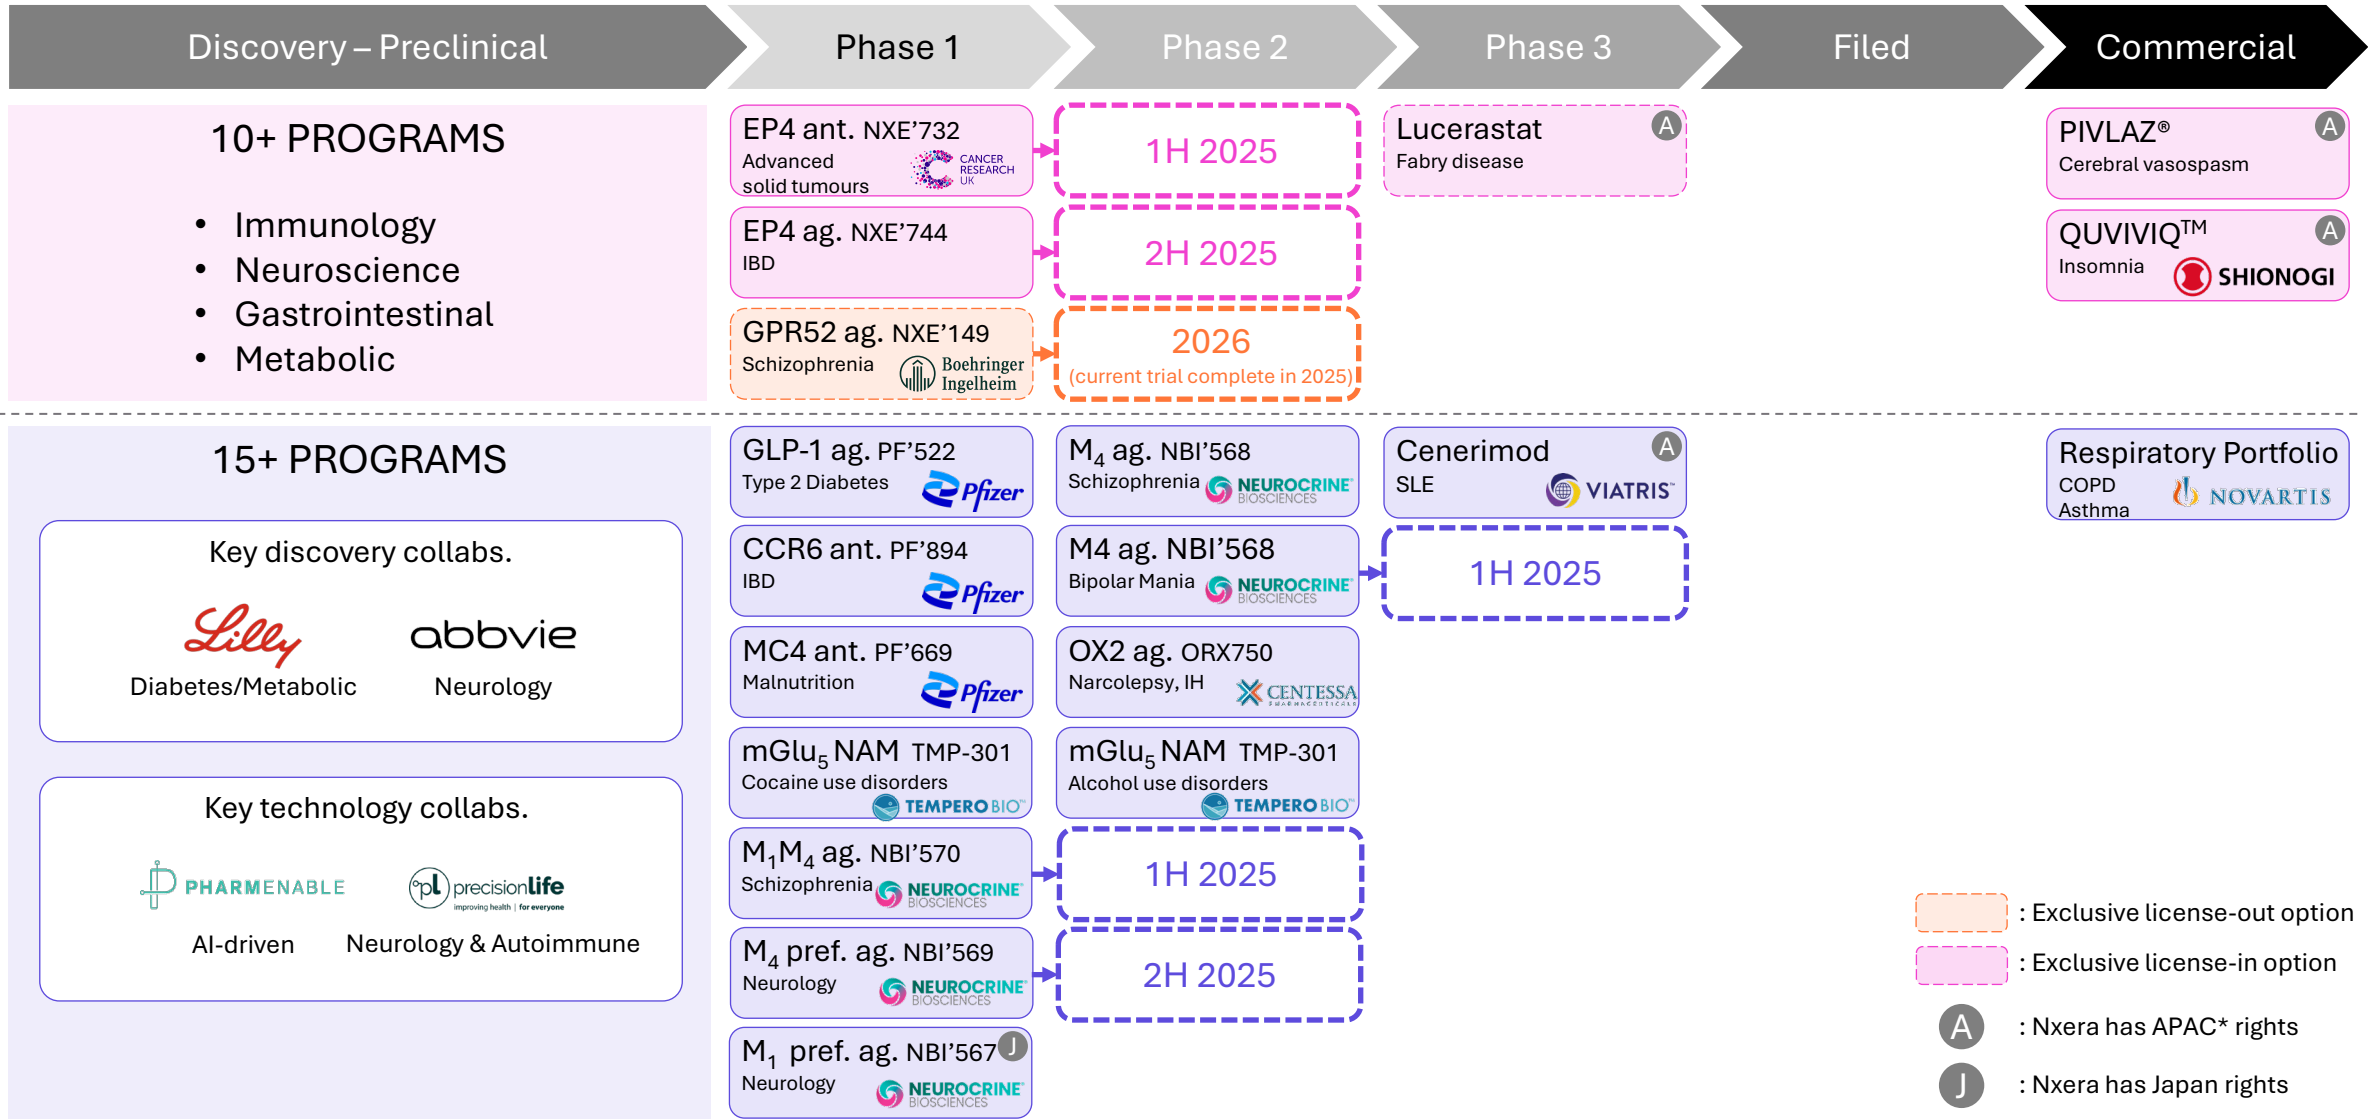 Discovery – Preclinical
Phase 1
Phase 2
Phase 3
Filed
Commercial
10+ PROGRAMS
• Immunology
• Neuroscience
• Gastrointestinal
• Metabolic
EP4 ant. NXE’732
Advanced
solid tumours
CANCER
RESEARCH
UK
1H 2025
Lucerastat
A
Fabry disease
PIVLAZ®
A
Cerebral vasospasm
EP4 ag. NXE’744
IBD
2H 2025
QUVIVIQ™
A
Insomnia
SHIONOGI
GPR52 ag. NXE’149
Schizophrenia
Boehringer
Ingelheim
2026
(current trial complete in 2025)
15+ PROGRAMS
Key discovery collabs.
Lilly
Diabetes/Metabolic
abbvie
Neurology
Key technology collabs.
PHARMENABLE
AI-driven
pl precisionlife
improving health | for everyone
Neurology & Autoimmune
GLP-1 ag. PF’522
Type 2 Diabetes
Pfizer
M₄ ag. NBI’568
Schizophrenia
NEUROCRINE®
BIOSCIENCES
Cenerimod
A
SLE
VIATRIS™
Respiratory Portfolio
COPD
Asthma
NOVARTIS
CCR6 ant. PF’894
IBD
Pfizer
M4 ag. NBI’568
Bipolar Mania
NEUROCRINE®
BIOSCIENCES
1H 2025
MC4 ant. PF’669
Malnutrition
Pfizer
OX2 ag. ORX750
Narcolepsy, IH
CENTESSA
PHARMACEUTICALS
mGlu₅ NAM TMP-301
Cocaine use disorders
TEMPERO BIO™
mGlu₅ NAM TMP-301
Alcohol use disorders
TEMPERO BIO™
M₁M₄ ag. NBI’570
Schizophrenia
NEUROCRINE®
BIOSCIENCES
1H 2025
M₄ pref. ag. NBI’569
Neurology
NEUROCRINE®
BIOSCIENCES
2H 2025
M₁ pref. ag. NBI’567
J
Neurology
NEUROCRINE®
BIOSCIENCES
: Exclusive license-out option
: Exclusive license-in option
A : Nxera has APAC* rights
J : Nxera has Japan rights